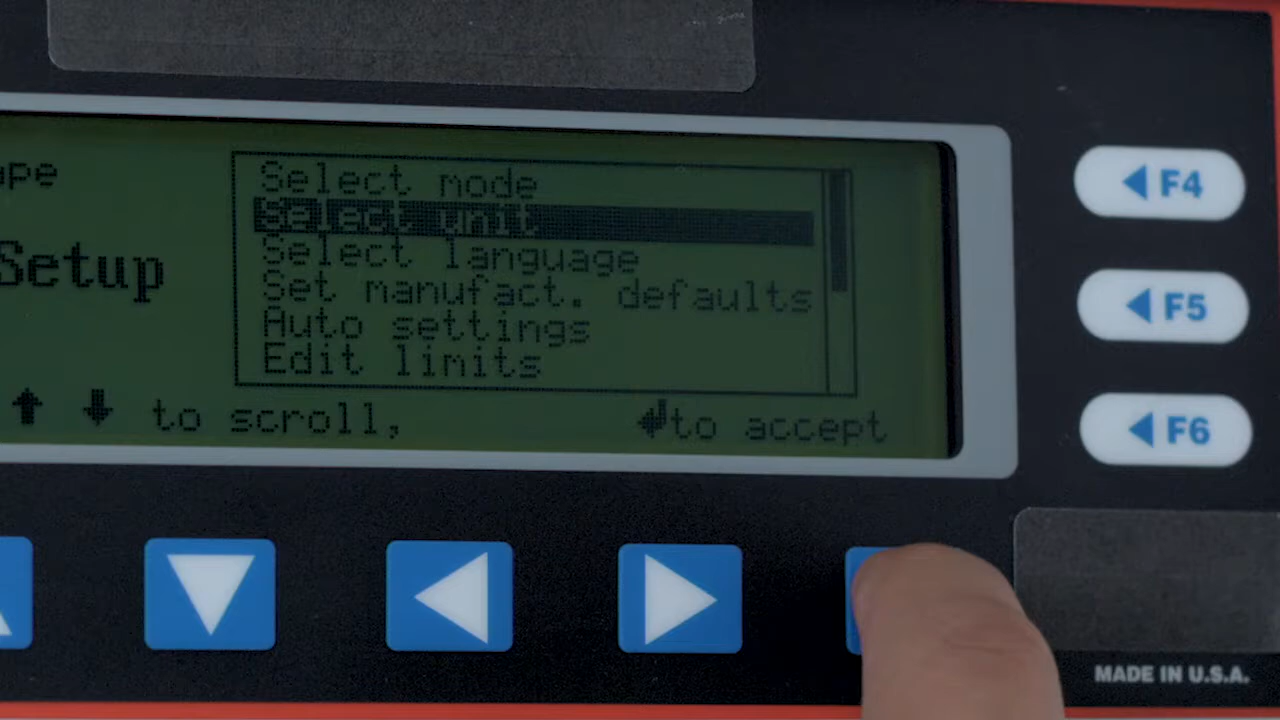 ape
Setup
Select mode
Select unit
Select language
Set manufact. defaults
Auto settings
Edit limits
↑ ↓ to scroll, ↵to accept
F4
F5
F6
MADE IN U.S.A.